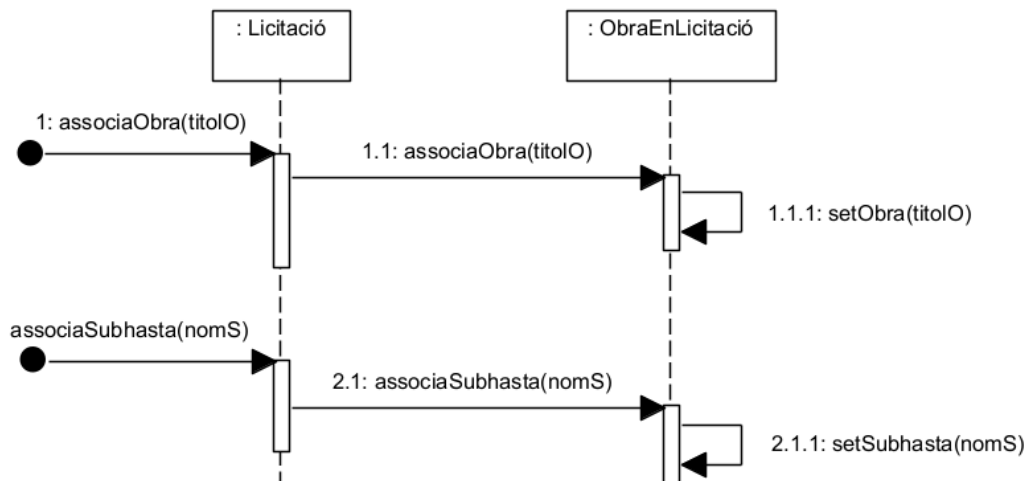 : Licitació
: ObraEnLicitació
1: associaObra(titolO)
1.1: associaObra(titolO)
1.1.1: setObra(titolO)
associaSubhasta(nomS)
2.1: associaSubhasta(nomS)
2.1.1: setSubhasta(nomS)